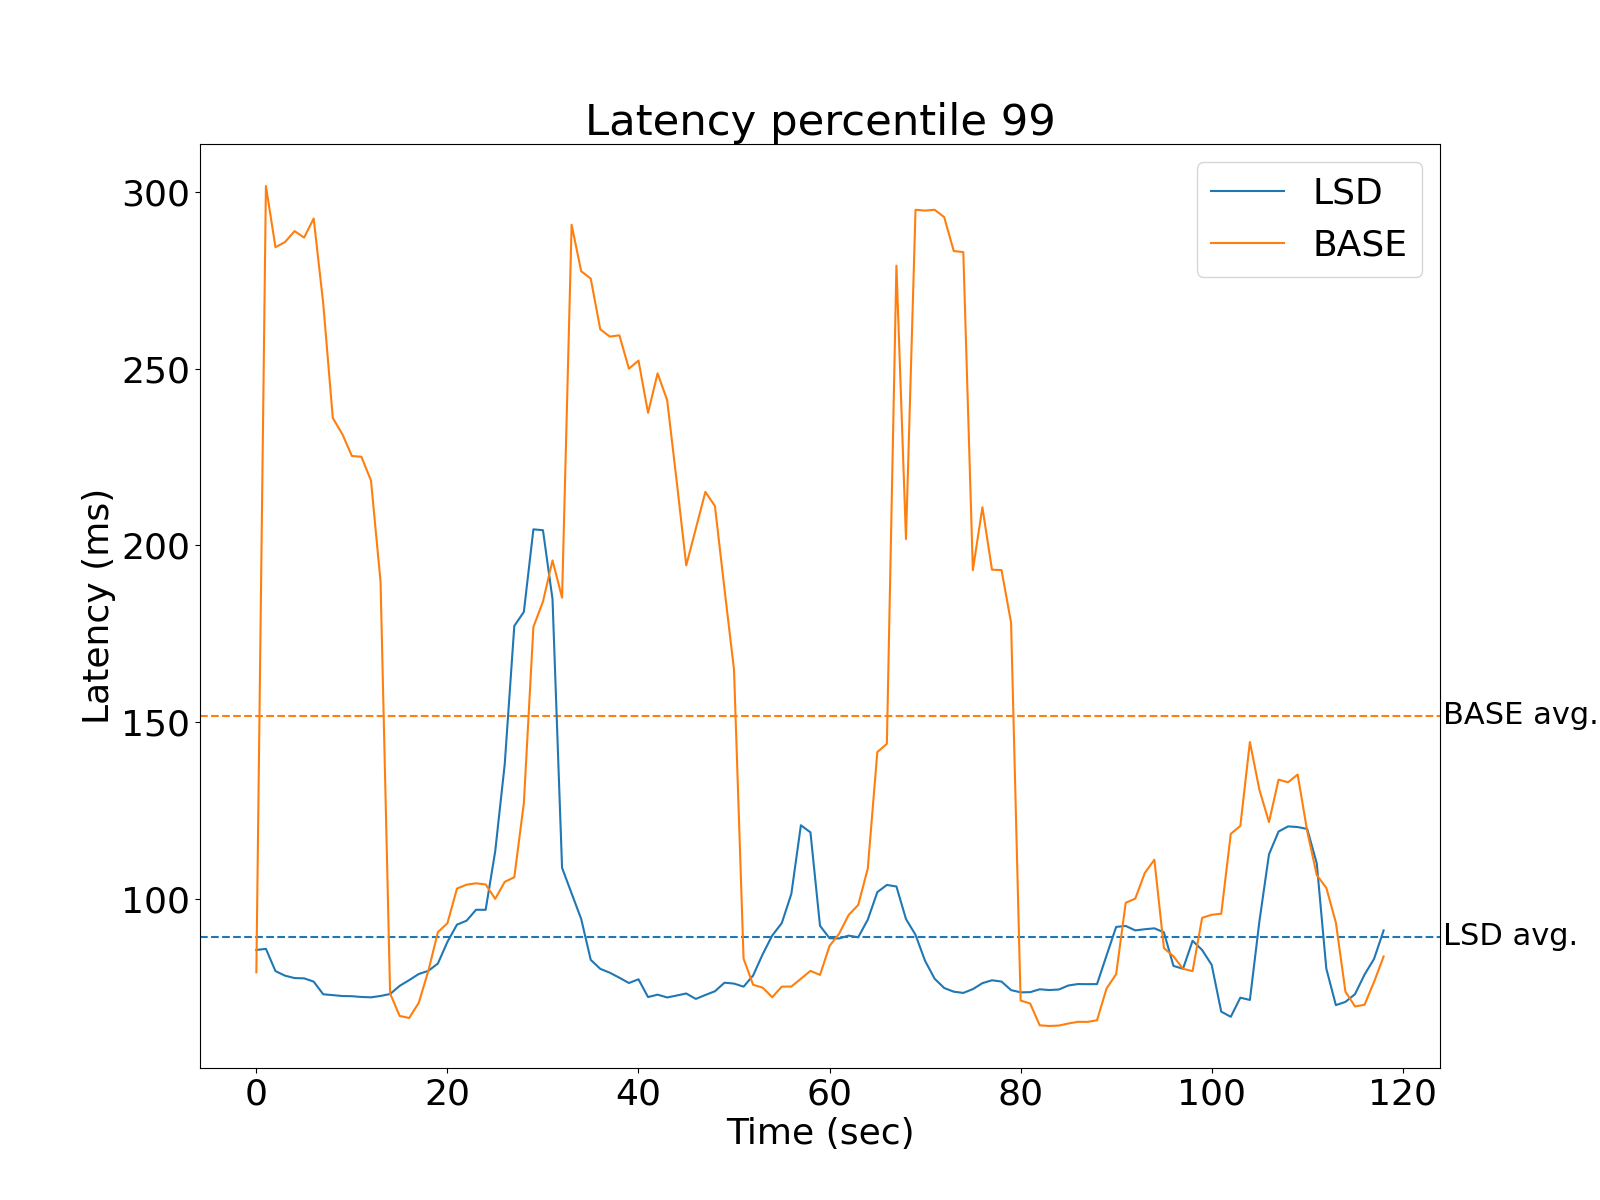 Latency percentile 99
LSD
BASE
300
250
200
150
100
Latency (ms)
BASE avg.
LSD avg.
0 20 40 60 80 100 120
Time (sec)